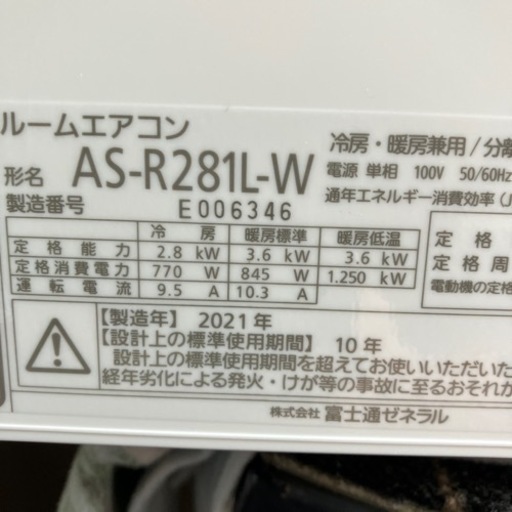 ルームエアコン
形名 AS-R281L-W
製造番号 E006346
冷房・暖房兼用/分離
電源 単相 100V 50/60Hz
通年エネルギー消費効率(J
冷 房 暖房標準 暖房低温
定格能力 2.8 kW 3.6 kW 3.6 kW
定格消費電力 770 W 845 W 1.250 kW
運転電流 9.5 A 10.3 A
定 格
定格周
電動機の定格
【製造年】 2021年
【設計上の標準使用期間】 10年
設計上の標準使用期間を超えてお使いいただいた
経年劣化による発火・けが等の事故に至るおそれが
株式会社 富士通ゼネラル